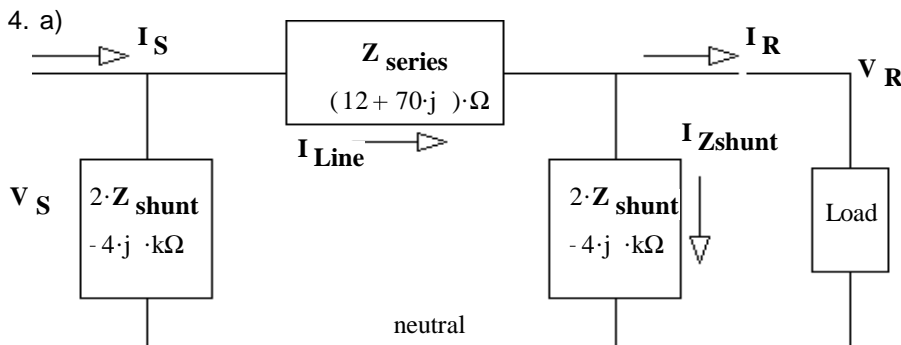 4. a)
I S
Z series
(12 + 70·j )·Ω
I R
V R
I Line
I Zshunt
V S
2·Z shunt
- 4·j ·kΩ
2·Z shunt
- 4·j ·kΩ
Load
neutral